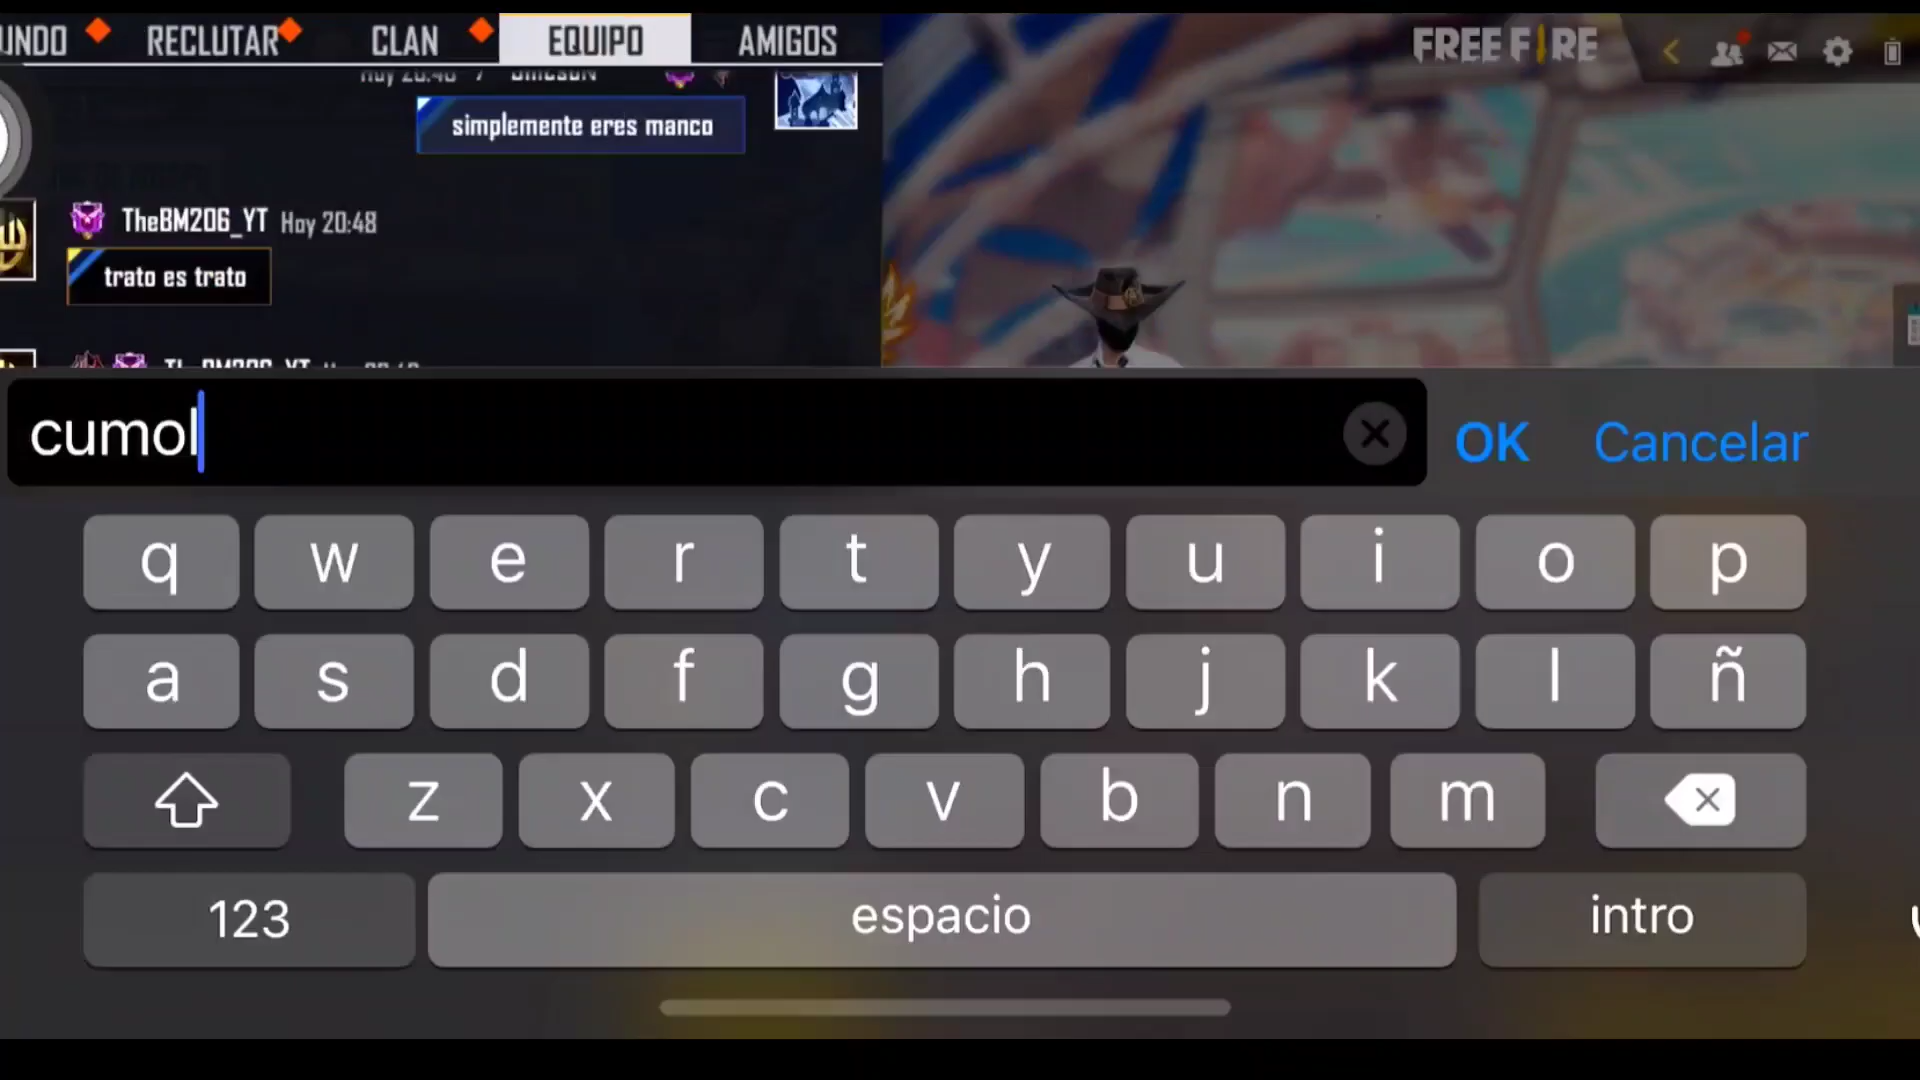 UNDO RECLUTAR CLAN EQUIPO AMIGOS
FREE FIRE
simplemente eres manco
TheBM206_YT Hoy 20:48
trato es trato
cumol
OK Cancelar
q w e r t y u i o p
a s d f g h j k l ñ
z x c v b n m
123 espacio intro